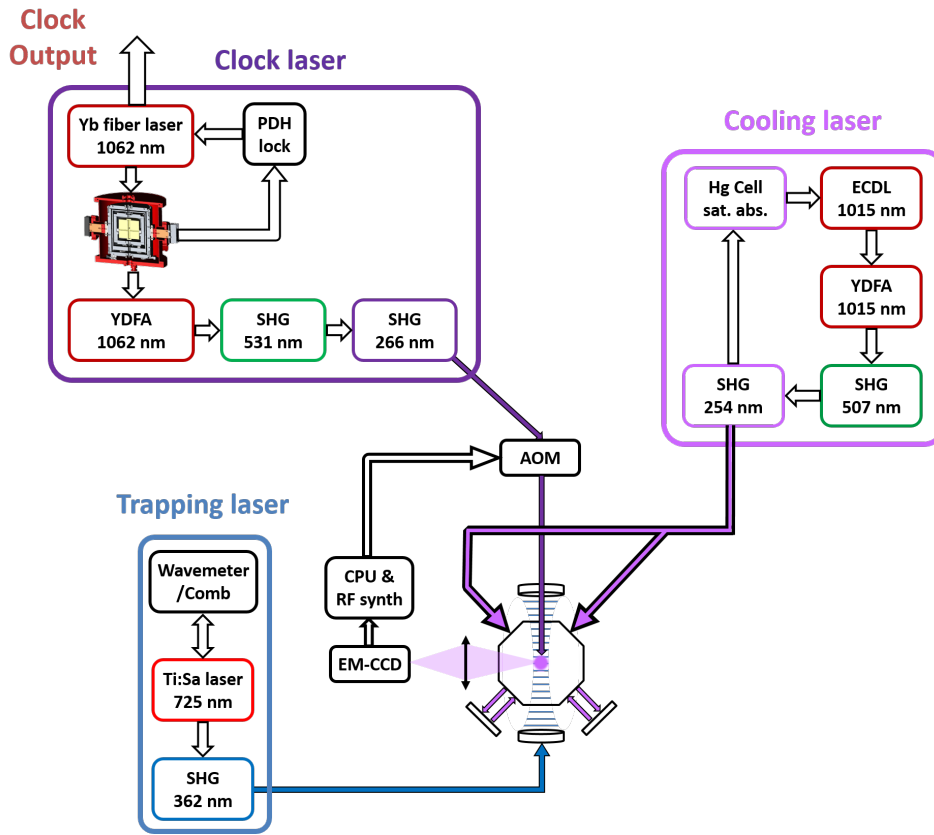 Clock
Output
Clock laser
Yb fiber laser
1062 nm
PDH
lock
YDFA
1062 nm
SHG
531 nm
SHG
266 nm
Cooling laser
Hg Cell
sat. abs.
ECDL
1015 nm
YDFA
1015 nm
SHG
254 nm
SHG
507 nm
AOM
Trapping laser
Wavemeter
/Comb
Ti:Sa laser
725 nm
SHG
362 nm
CPU &
RF synth
EM-CCD